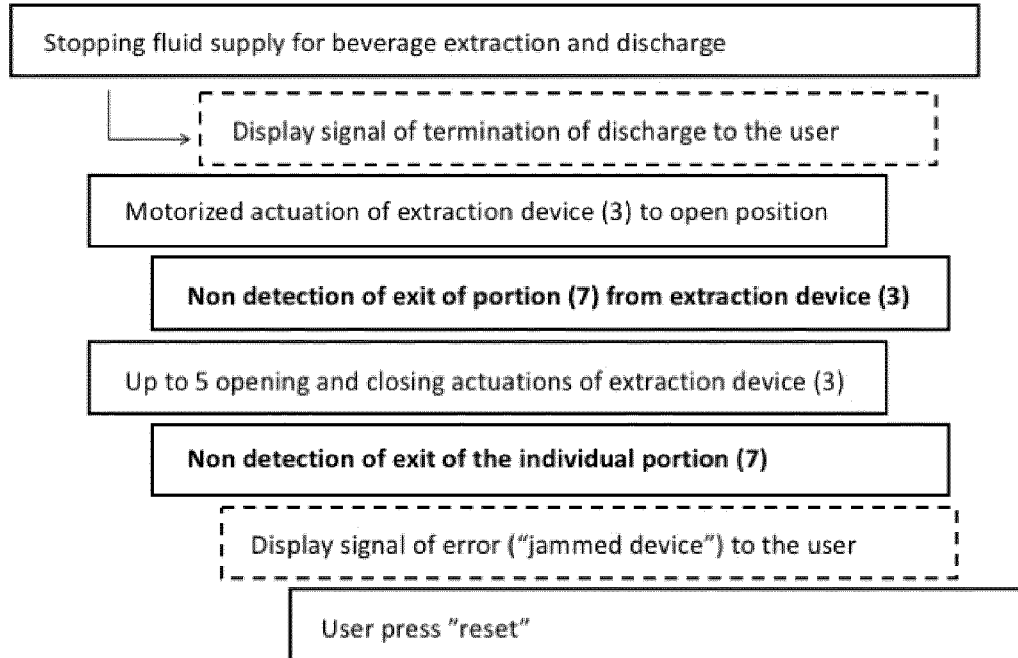 Stopping fluid supply for beverage extraction and discharge
Display signal of termination of discharge to the user
Motorized actuation of extraction device (3) to open position
Non detection of exit of portion (7) from extraction device (3)
Up to 5 opening and closing actuations of extraction device (3)
Non detection of exit of the individual portion (7)
Display signal of error (“jammed device”) to the user
User press “reset”